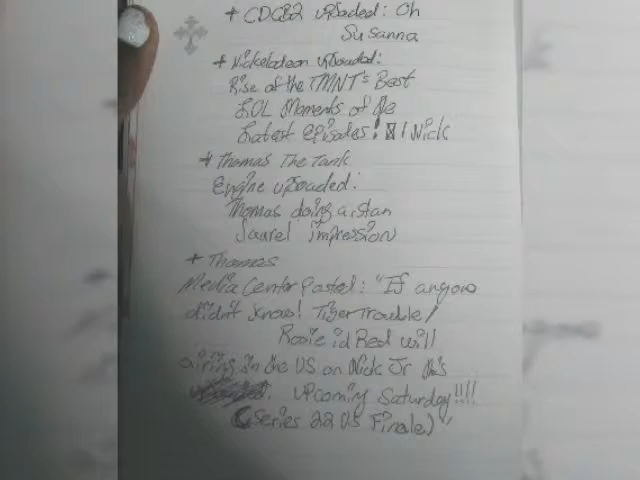 * CDCB2 uploaded: Oh
Susanna
* Nickelodeon uploaded:
Rise of the TMNT's Best
LOL Moments of the
Latest episodes! | Nick
* Thomas The Tank
Engine uploaded:
Thomas doing a Stan
Laurel impression
* Thomas
Media Center Posted: "If anyone
didn't know! Tiger Trouble/
Rosie is Red will
airing in the US on Nick Jr this
upcoming Saturday!!!!
(Series 22 US Finale)"